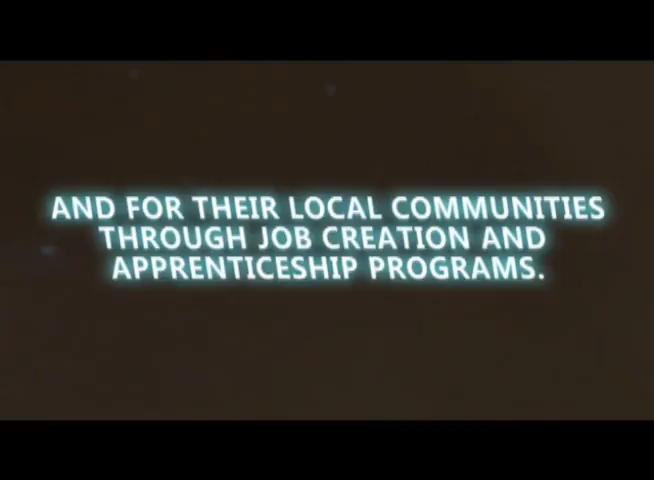 AND FOR THEIR LOCAL COMMUNITIES
THROUGH JOB CREATION AND
APPRENTICESHIP PROGRAMS.